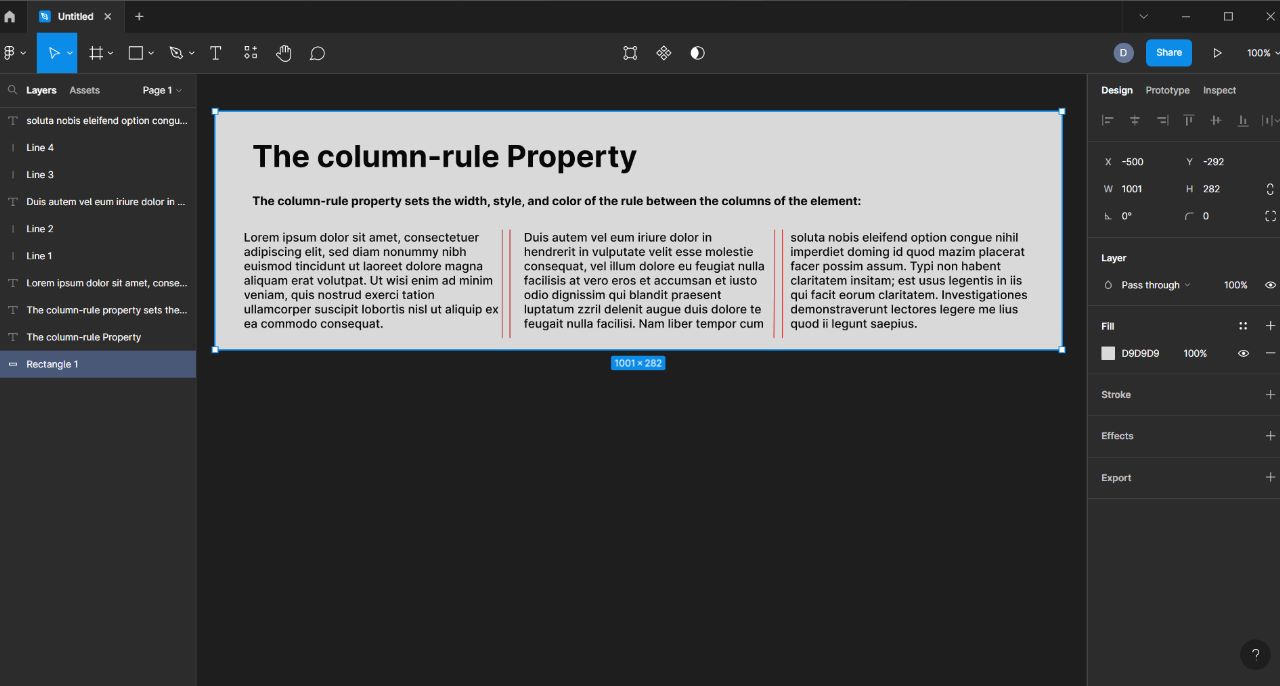 Untitled
Share
D
100%
Layers
Assets
Page 1
soluta nobis eleifend option congu...
Line 4
Line 3
Duis autem vel eum iriure dolor in ...
Line 2
Line 1
Lorem ipsum dolor sit amet, conse...
The column-rule property sets the...
The column-rule Property
Rectangle 1
The column-rule Property
The column-rule property sets the width, style, and color of the rule between the columns of the element:
Lorem ipsum dolor sit amet, consectetuer
adipiscing elit, sed diam nonummy nibh
euismod tincidunt ut laoreet dolore magna
aliquam erat volutpat. Ut wisi enim ad minim
veniam, quis nostrud exerci tation
ullamcorper suscipit lobortis nisl ut aliquip ex
ea commodo consequat.
Duis autem vel eum iriure dolor in
hendrerit in vulputate velit esse molestie
consequat, vel illum dolore eu feugiat nulla
facilisis at vero eros et accumsan et iusto
odio dignissim qui blandit praesent
luptatum zzril delenit augue duis dolore te
feugait nulla facilisi. Nam liber tempor cum
soluta nobis eleifend option congue nihil
imperdiet doming id quod mazim placerat
facer possim assum. Typi non habent
claritatem insitam; est usus legentis in iis
qui facit eorum claritatem. Investigationes
demonstraverunt lectores legere me lius
quod ii legunt saepius.
1001 × 282
Design
Prototype
Inspect
X -500 Y -292
W 1001 H 282
0° 0
Layer
Pass through 100%
Fill
D9D9D9 100%
Stroke
Effects
Export
?